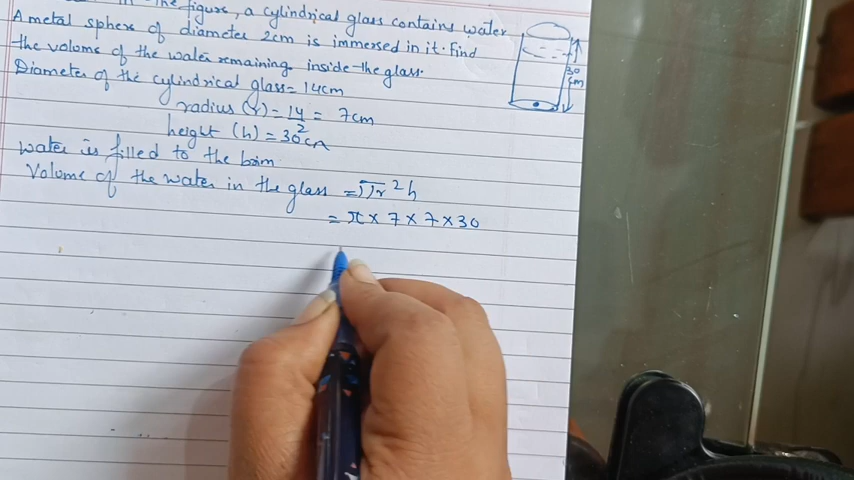 In the figure, a cylindrical glass contains water
A metal sphere of diameter 2cm is immersed in it. Find
the volume of the water remaining inside the glass.
Diameter of the cylindrical glass = 14cm
radius (r) = 14/2 = 7cm
height (h) = 30cm
Water is filled to the brim
Volume of the water in the glass = πr²h
= π × 7 × 7 × 30
30
cm